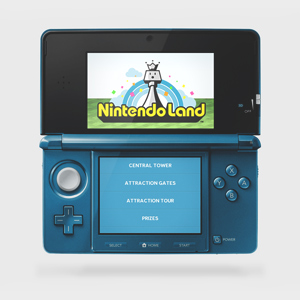 Nintendo Land
CENTRAL TOWER
ATTRACTION GATES
ATTRACTION TOUR
PRIZES
X
Y
A
B
SELECT
HOME
START
POWER